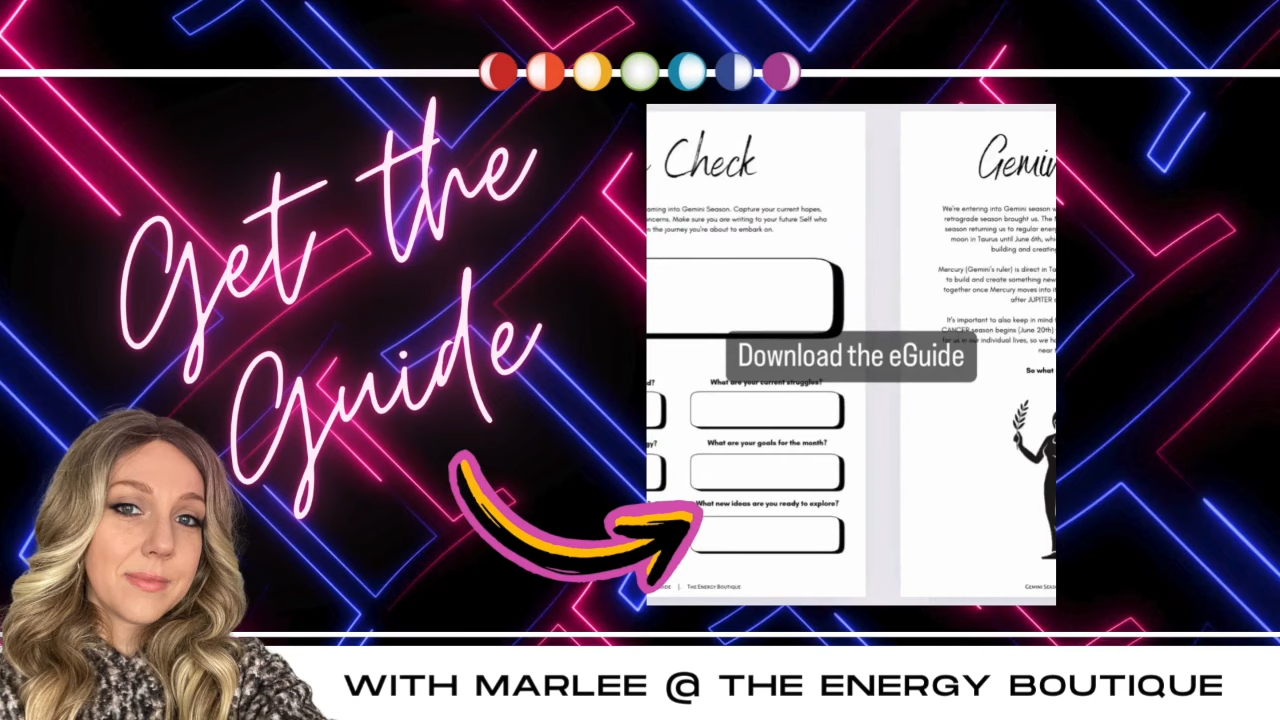 Get the
Guide
Check
coming into Gemini Season. Capture your current hopes,
Make sure you are writing to your future Self who
the journey you're about to embark on.
What are your current struggles?
What are your goals for the month?
What new ideas are you ready to explore?
| The Energy Boutique
We're entering into Gemini season
retrograde season brought us. The
season returning us to regular
moon in Taurus until June 6th,
building and
Mercury (Gemini's ruler) is direct in
to build and create something new
together once Mercury moves into
after JUPITER
It's important to also keep in mind
CANCER season begins (June 20th)
for us in our individual lives, so we
near
So what
Download the eGuide
WITH MARLEE @ THE ENERGY BOUTIQUE